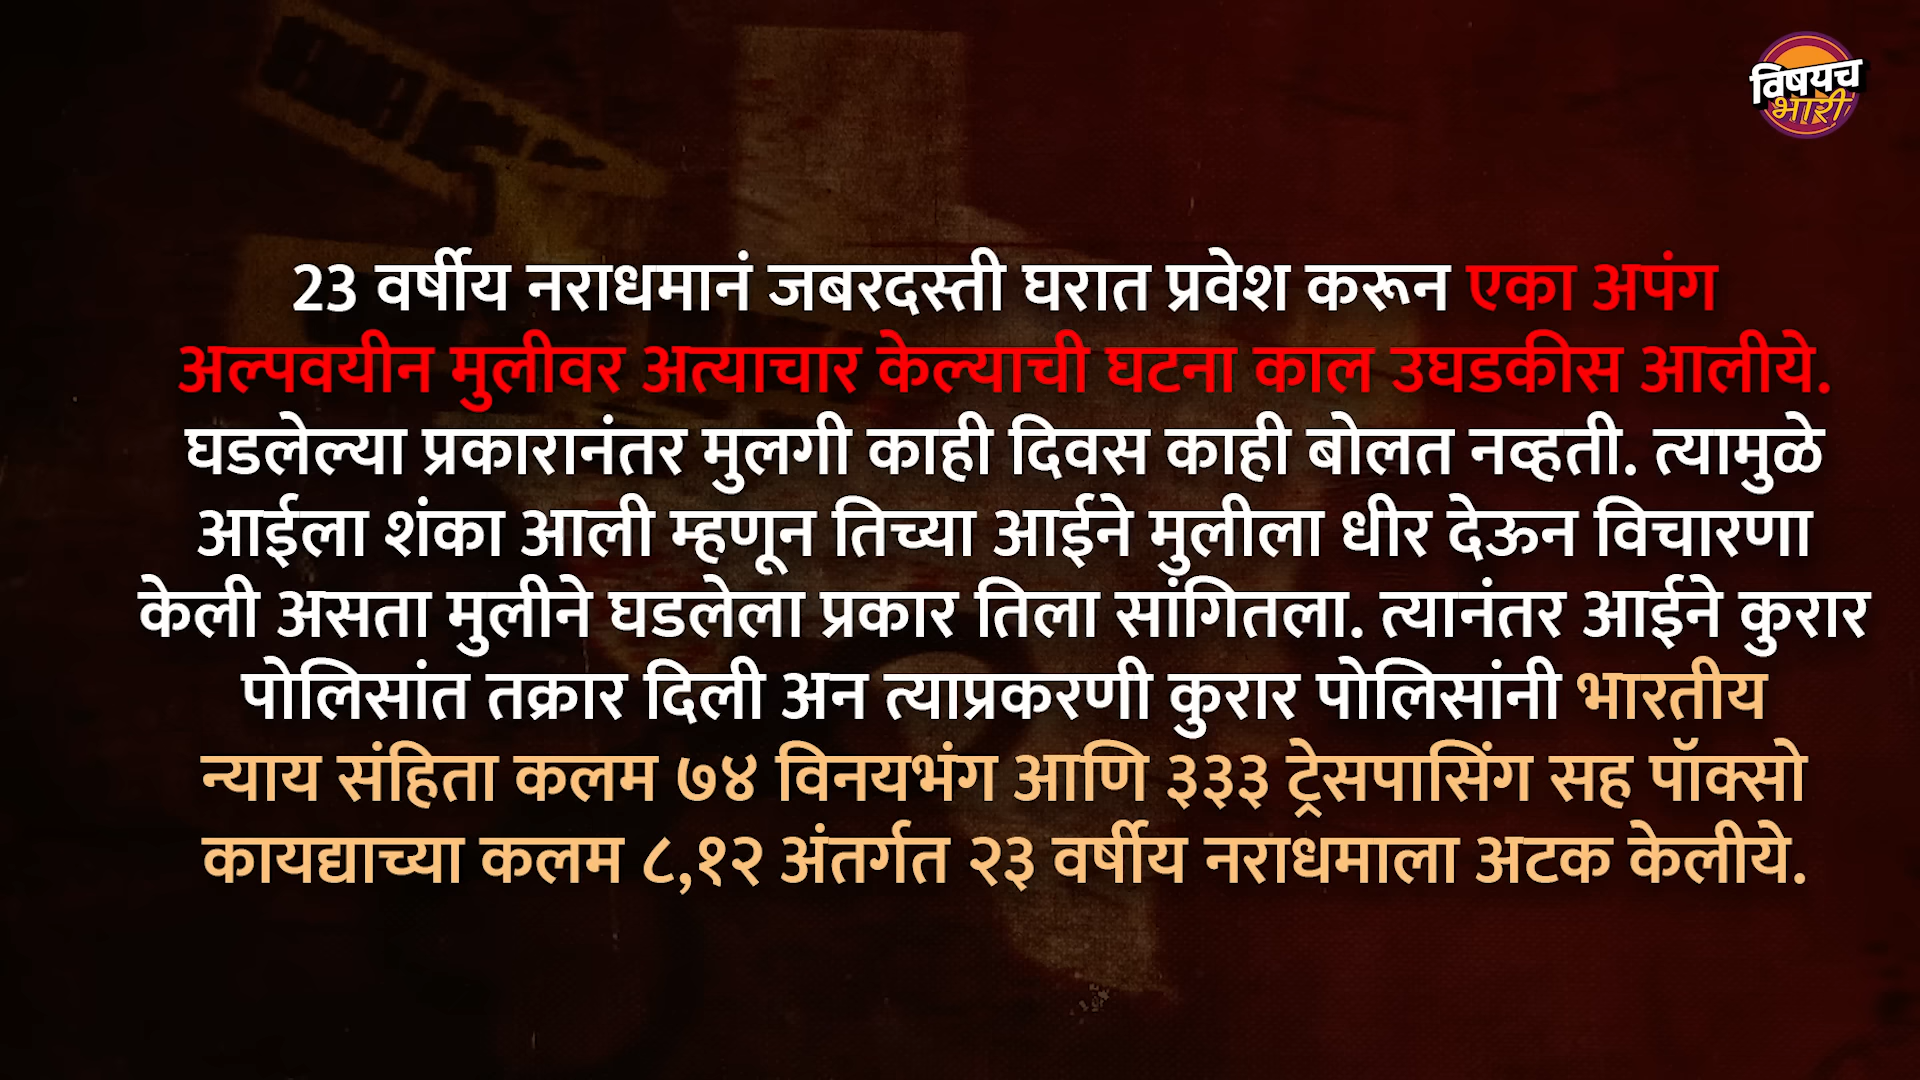 विषयच
भारी
23 वर्षीय नराधमानं जबरदस्ती घरात प्रवेश करून एका अपंग
अल्पवयीन मुलीवर अत्याचार केल्याची घटना काल उघडकीस आलीये.
घडलेल्या प्रकारानंतर मुलगी काही दिवस काही बोलत नव्हती. त्यामुळे
आईला शंका आली म्हणून तिच्या आईने मुलीला धीर देऊन विचारणा
केली असता मुलीने घडलेला प्रकार तिला सांगितला. त्यानंतर आईने कुरार
पोलिसांत तक्रार दिली अन त्याप्रकरणी कुरार पोलिसांनी भारतीय
न्याय संहिता कलम ७४ विनयभंग आणि ३३३ ट्रेसपासिंग सह पॉक्सो
कायद्याच्या कलम ८,१२ अंतर्गत २३ वर्षीय नराधमाला अटक केलीये.